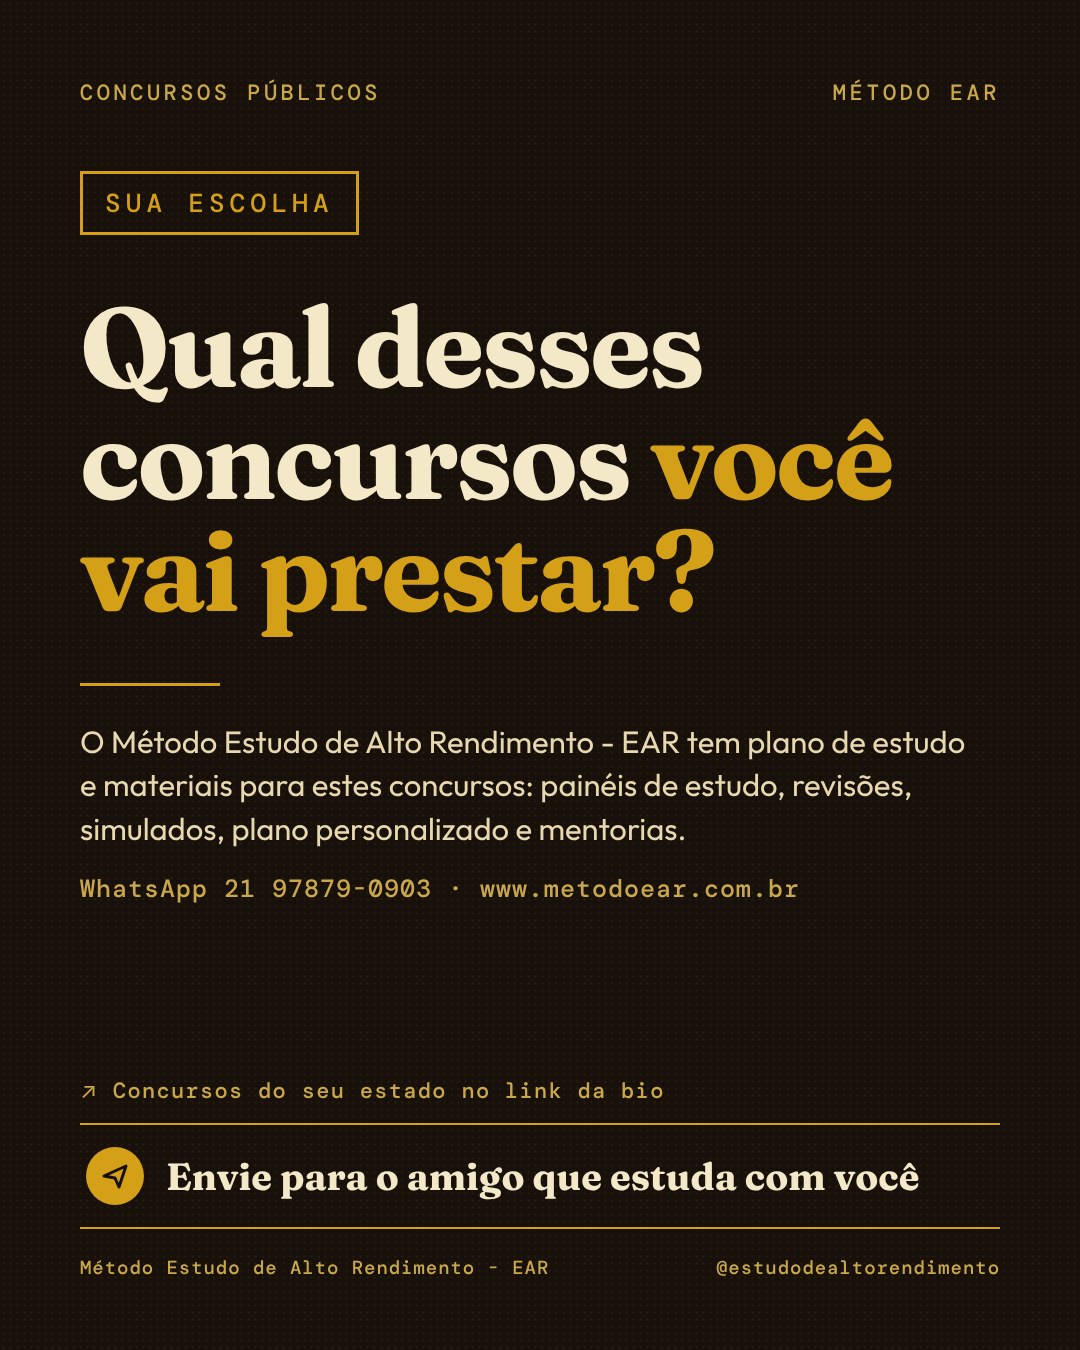 CONCURSOS PÚBLICOS
MÉTODO EAR
SUA ESCOLHA
Qual desses
concursos você
vai prestar?
O Método Estudo de Alto Rendimento - EAR tem plano de estudo
e materiais para estes concursos: painéis de estudo, revisões,
simulados, plano personalizado e mentorias.
WhatsApp 21 97879-0903 · www.metodoear.com.br
↗ Concursos do seu estado no link da bio
Envie para o amigo que estuda com você
Método Estudo de Alto Rendimento - EAR
@estudodealtorendimento